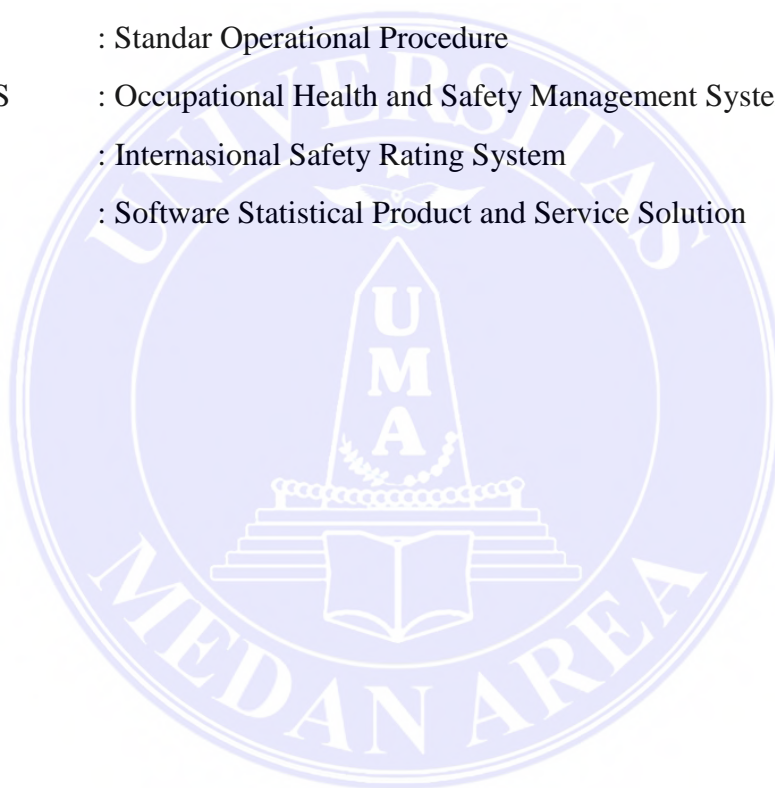 : Standar Operational Procedure
S : Occupational Health and Safety Management Syste
: Internasional Safety Rating System
: Software Statistical Product and Service Solution
UNIVERSITAS
UMA
MEDAN AREA